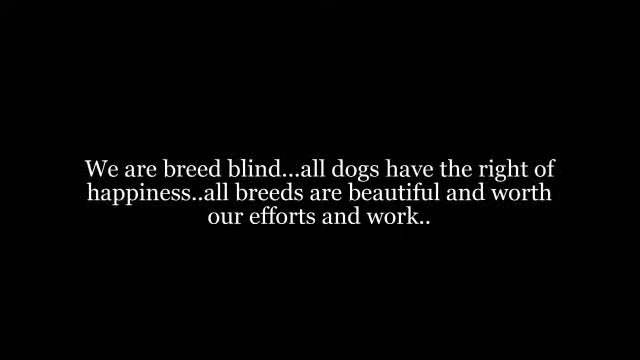 We are breed blind...all dogs have the right of
happiness..all breeds are beautiful and worth
our efforts and work..